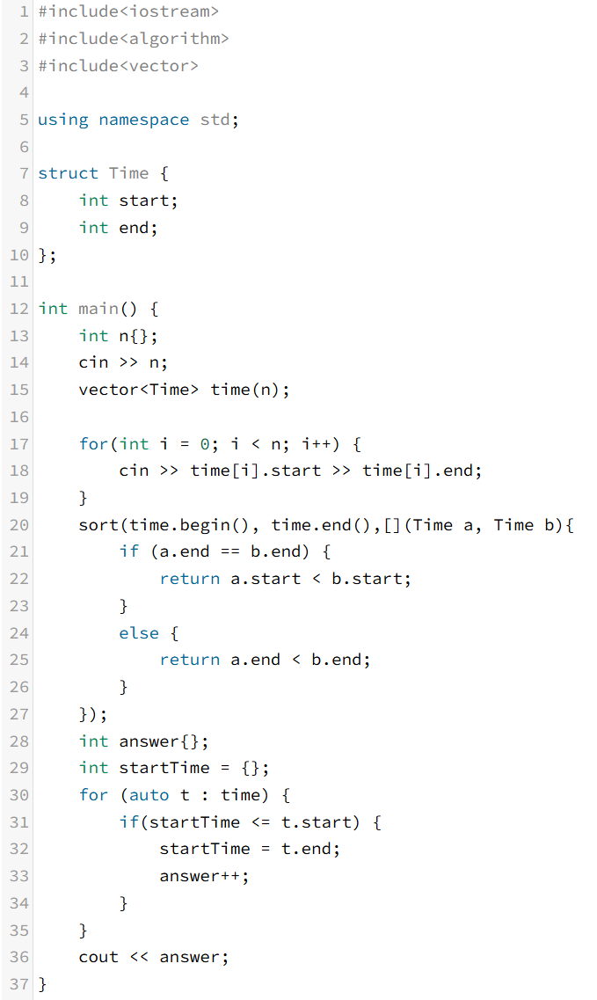 1 #include<iostream>
2 #include<algorithm>
3 #include<vector>
4
5 using namespace std;
6
7 struct Time {
8     int start;
9     int end;
10 };
11
12 int main() {
13     int n{};
14     cin >> n;
15     vector<Time> time(n);
16
17     for(int i = 0; i < n; i++) {
18         cin >> time[i].start >> time[i].end;
19     }
20     sort(time.begin(), time.end(),[](Time a, Time b){
21         if (a.end == b.end) {
22             return a.start < b.start;
23         }
24         else {
25             return a.end < b.end;
26         }
27     });
28     int answer{};
29     int startTime = {};
30     for (auto t : time) {
31         if(startTime <= t.start) {
32             startTime = t.end;
33             answer++;
34         }
35     }
36     cout << answer;
37 }